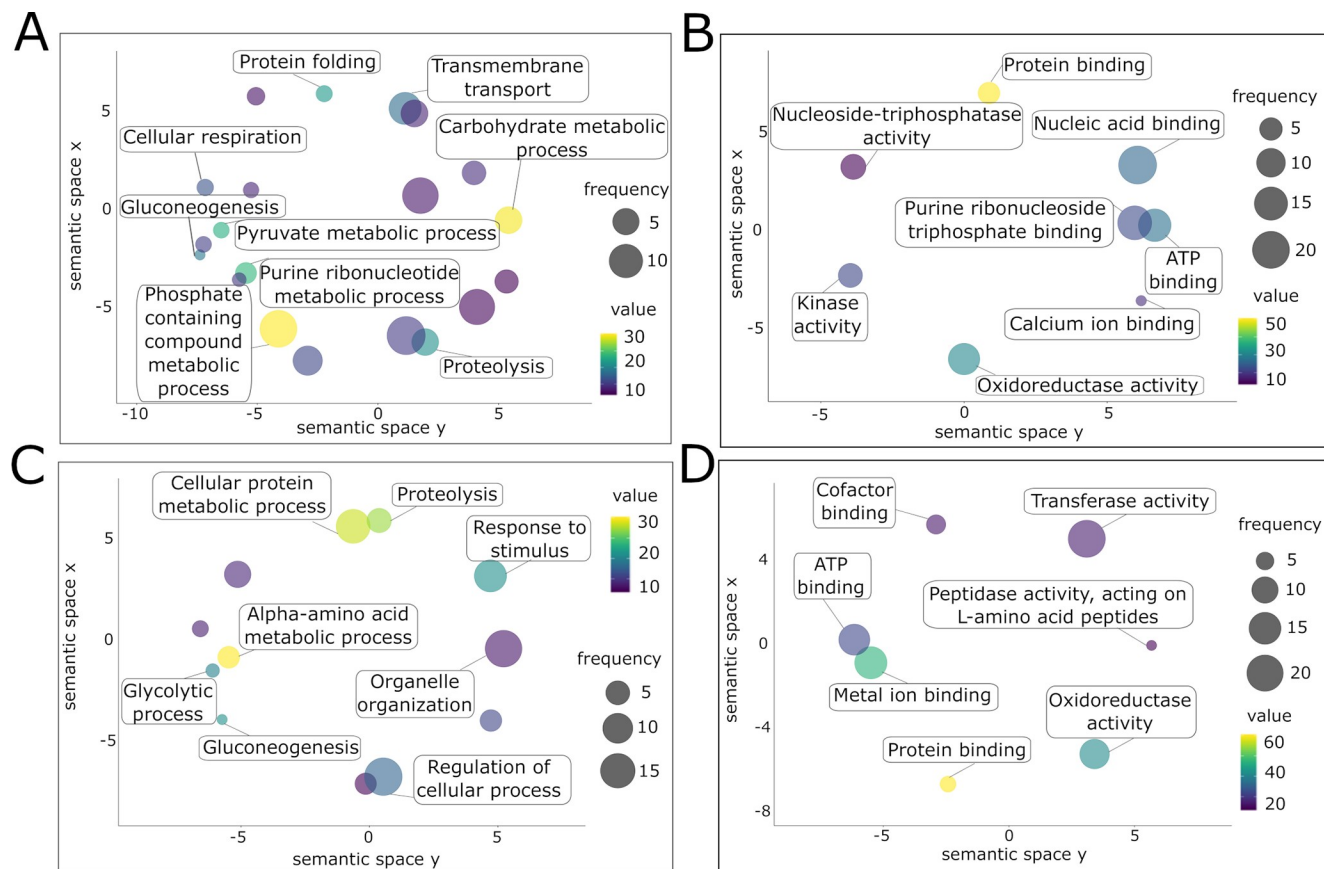 A
Protein folding
Transmembrane
transport
Cellular respiration
Carbohydrate metabolic
process
Gluconeogenesis
Pyruvate metabolic process
Purine ribonucleotide
metabolic process
Phosphate
containing
compound
metabolic
process
Proteolysis
5
0
-5
semantic space x
-10
-5
0
5
semantic space y
frequency
5
10
value
30
20
10
B
Protein binding
Nucleoside-triphosphatase
activity
Nucleic acid binding
Purine ribonucleoside
triphosphate binding
ATP
binding
Kinase
activity
Calcium ion binding
Oxidoreductase activity
5
0
-5
semantic space x
-5
0
5
semantic space y
frequency
5
10
15
20
value
50
30
10
C
Cellular protein
metabolic process
Proteolysis
Response to
stimulus
Alpha-amino acid
metabolic process
Glycolytic
process
Organelle
organization
Gluconeogenesis
Regulation of
cellular process
5
0
-5
semantic space x
-5
0
5
semantic space y
value
30
20
10
frequency
5
10
15
D
Cofactor
binding
Transferase activity
ATP
binding
Peptidase activity, acting on
L-amino acid peptides
Metal ion binding
Oxidoreductase
activity
Protein binding
4
0
-4
-8
semantic space x
-5
0
5
semantic space y
frequency
5
10
15
20
value
60
40
20